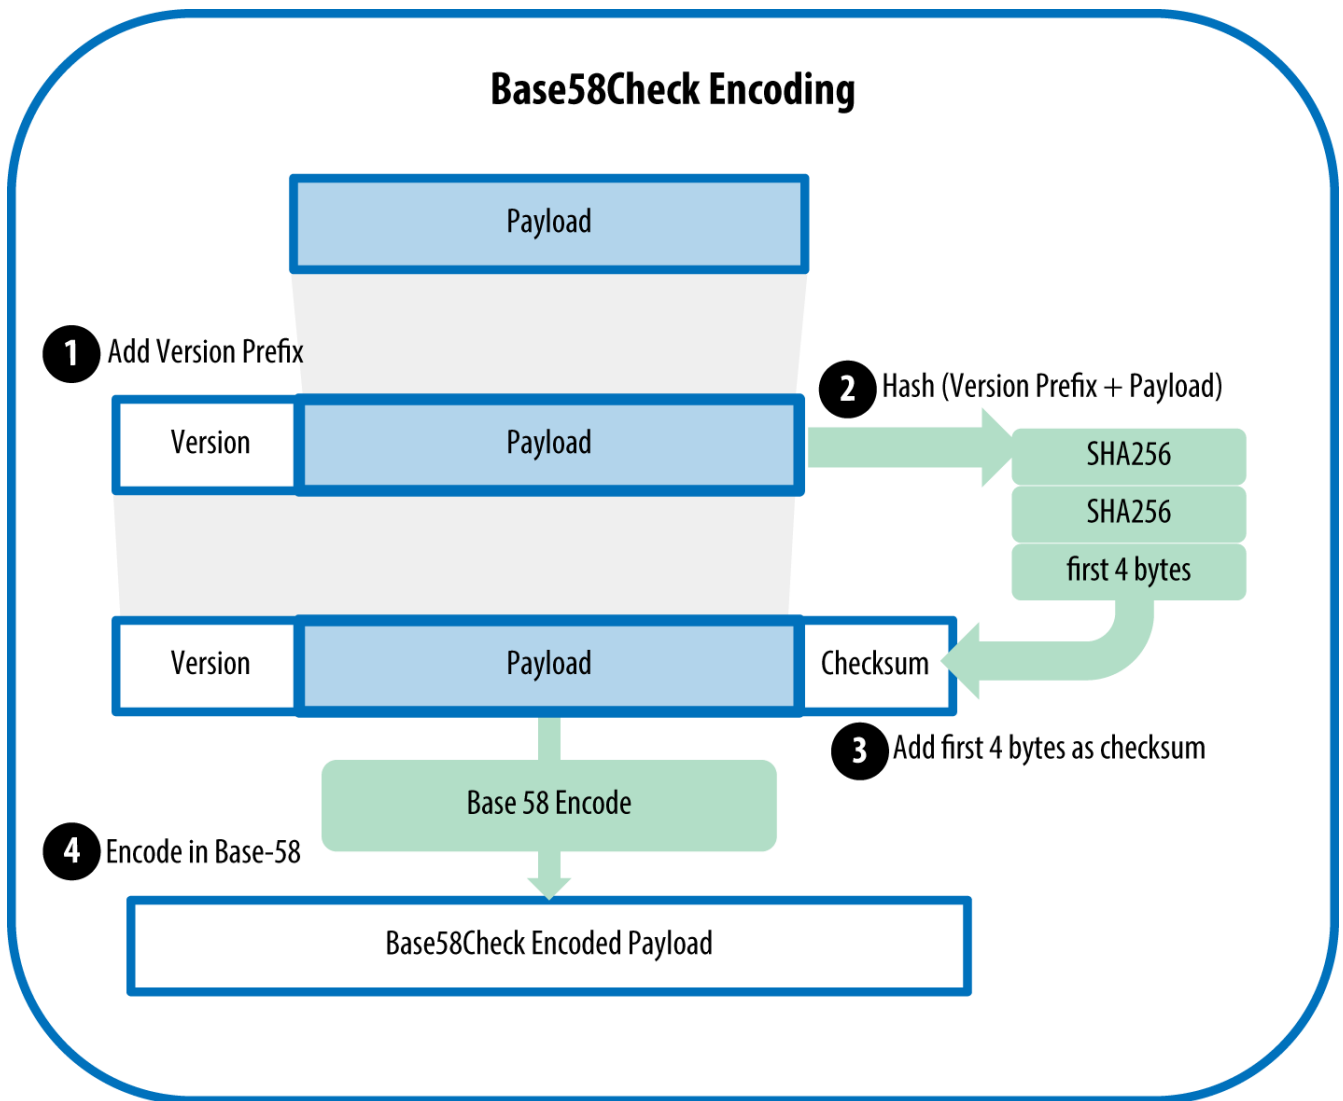 Base58Check Encoding
Payload
1 Add Version Prefix
2 Hash (Version Prefix + Payload)
Version
Payload
SHA256
SHA256
first 4 bytes
Version
Payload
Checksum
3 Add first 4 bytes as checksum
Base 58 Encode
4 Encode in Base-58
Base58Check Encoded Payload